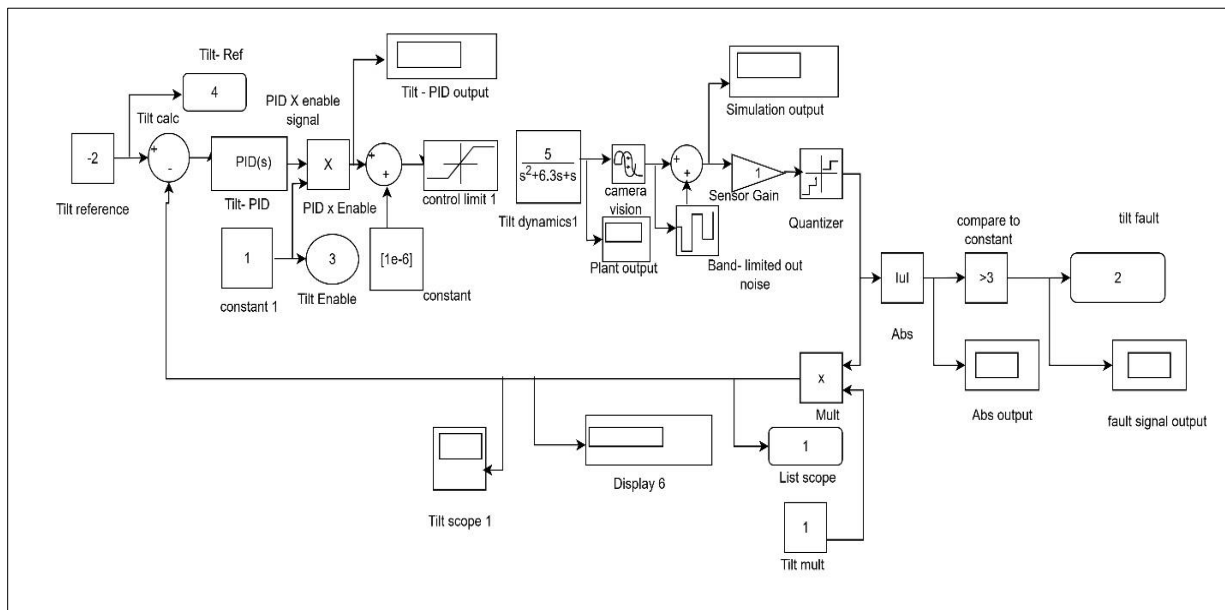 Tilt- Ref
4
Tilt calc
-2
Tilt reference
+
-
PID(s)
Tilt- PID
PID X enable
signal
X
PID x Enable
Tilt - PID output
+
+
control limit 1
1
constant 1
3
Tilt Enable
[1e-6]
constant
5
s²+6.3s+s
Tilt dynamics1
camera
vision
Plant output
+
+
Band- limited out
noise
Simulation output
1
Sensor Gain
Quantizer
|u|
Abs
compare to
constant
>3
tilt fault
2
Abs output
fault signal output
x
Mult
Tilt scope 1
Display 6
1
List scope
1
Tilt mult